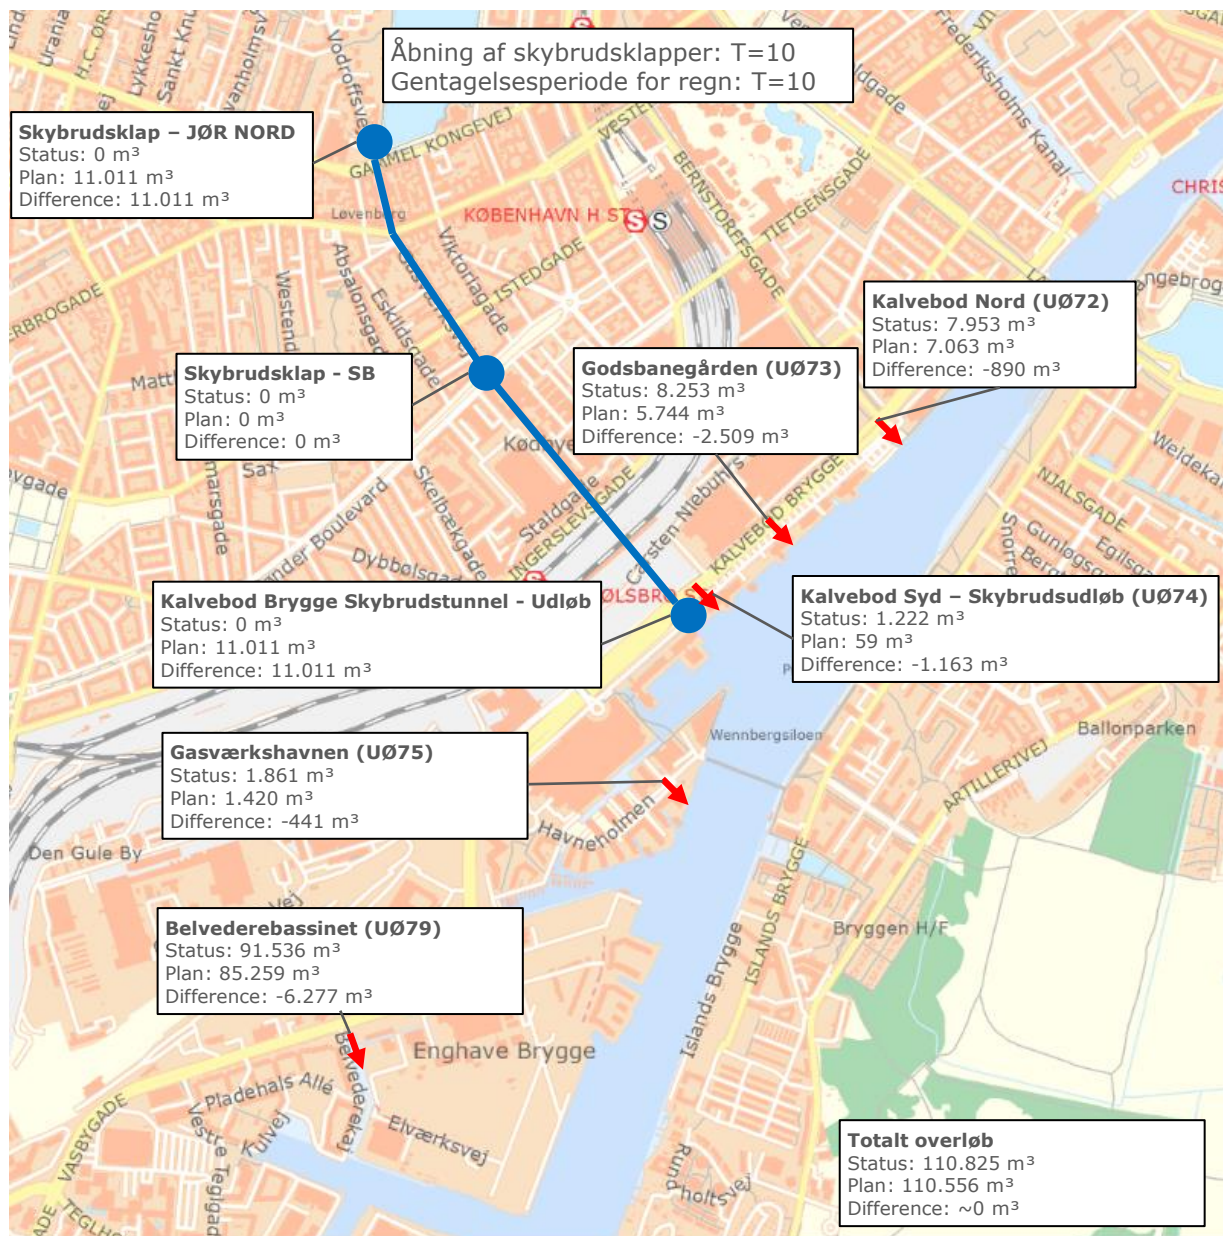 Åbning af skybrudsklapper: T=10
Gentagelsesperiode for regn: T=10
Skybrudsklap – JØR NORD
Status: 0 m³
Plan: 11.011 m³
Difference: 11.011 m³
Kalvebod Nord (UØ72)
Status: 7.953 m³
Plan: 7.063 m³
Difference: -890 m³
Godsbanegården (UØ73)
Status: 8.253 m³
Plan: 5.744 m³
Difference: -2.509 m³
Skybrudsklap - SB
Status: 0 m³
Plan: 0 m³
Difference: 0 m³
Kalvebod Brygge Skybrudstunnel - Udløb
Status: 0 m³
Plan: 11.011 m³
Difference: 11.011 m³
Kalvebod Syd – Skybrudsudløb (UØ74)
Status: 1.222 m³
Plan: 59 m³
Difference: -1.163 m³
Gasværkshavnen (UØ75)
Status: 1.861 m³
Plan: 1.420 m³
Difference: -441 m³
Belvederebassinet (UØ79)
Status: 91.536 m³
Plan: 85.259 m³
Difference: -6.277 m³
Totalt overløb
Status: 110.825 m³
Plan: 110.556 m³
Difference: ~0 m³
Vodroffsvej
GAMMEL KONGEVEJ
BERNSTORFFSGADE
TIETGENSGADE
Frederiksholms Kanal
CHRIS
KØBENHAVN H ST
S
S
Løvenborg
Viktoriagade
ISTEDGADE
Absalonsgade
Eskildsgade
Westend
ERBROGADE
Skelbækgade
Staldgade
INGERSLEVSGADE
Dybbølsgade
KALVEBOD BRYGGE
NJALSGADE
Weideka
Wennbergsiloen
Ballonparken
ARTILLERIVEJ
Havneholmen
Den Gule By
ISLANDS BRYGGE
Islands Brygge
Bryggen H/F
Enghave Brygge
Belvederekaj
Pladehals Allé
Elværksvej
VASBYGADE
Vestre Teglgad